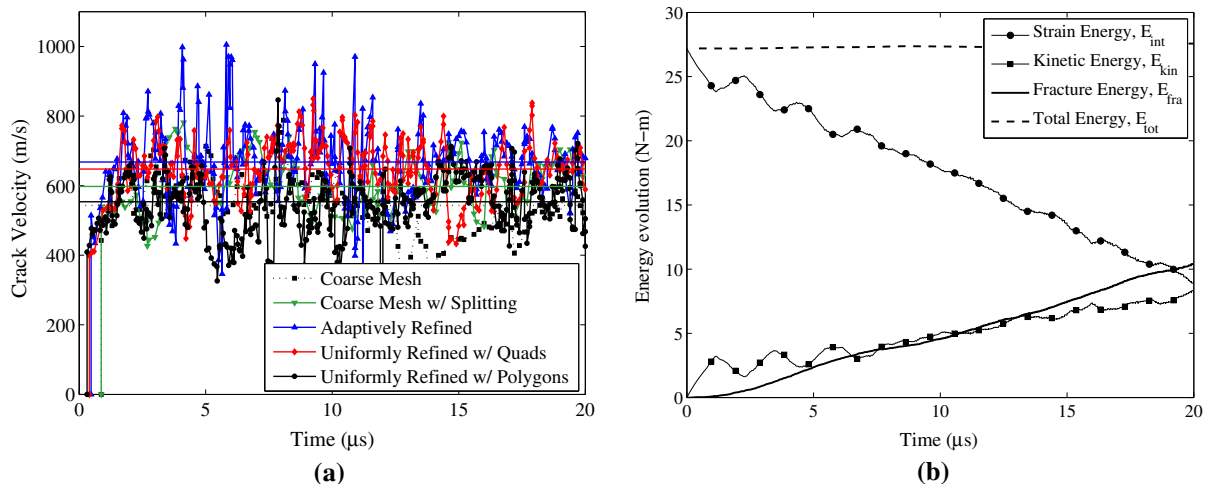 1000
800
600
400
200
0
Crack Velocity (m/s)
Coarse Mesh
Coarse Mesh w/ Splitting
Adaptively Refined
Uniformly Refined w/ Quads
Uniformly Refined w/ Polygons
0 5 10 15 20
Time (μs)
(a)
30
25
20
15
10
5
0
Energy evolution (N−m)
Strain Energy, E_int
Kinetic Energy, E_kin
Fracture Energy, E_fra
Total Energy, E_tot
0 5 10 15 20
Time (μs)
(b)